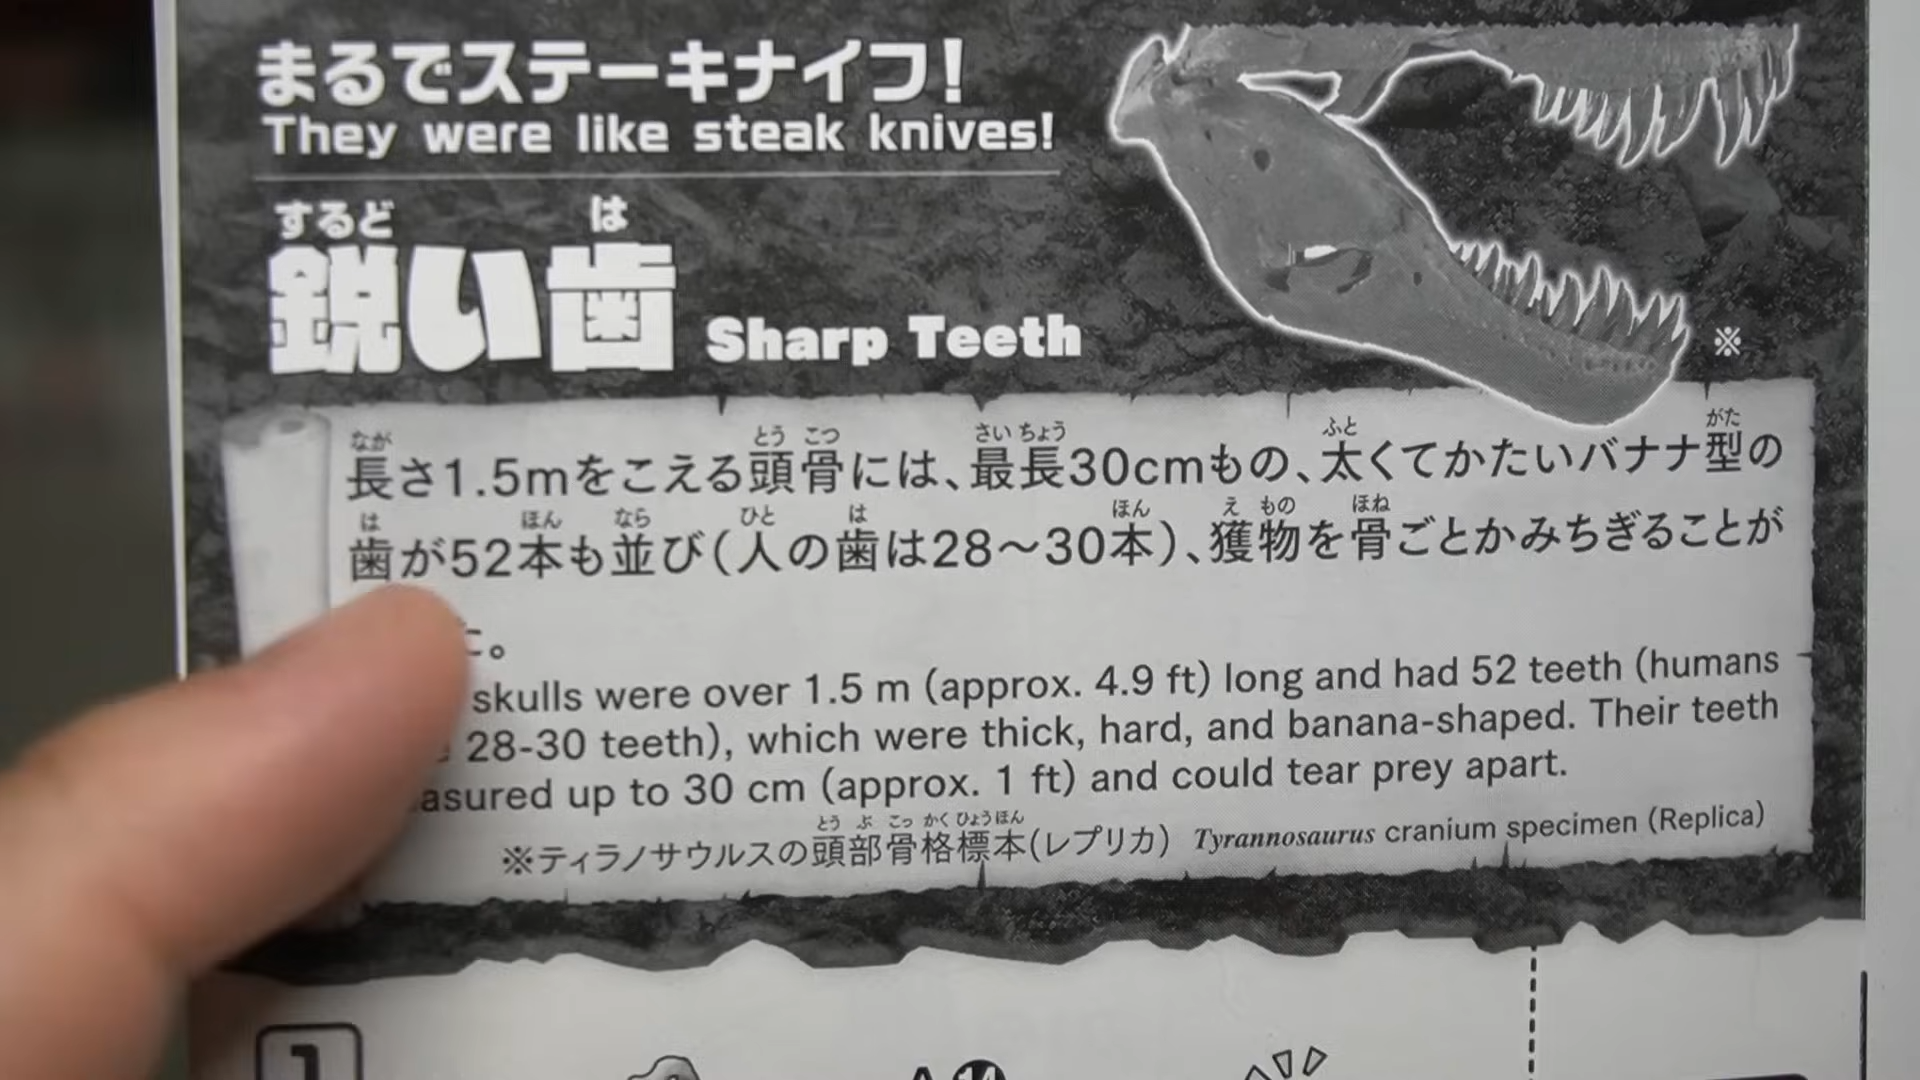 まるでステーキナイフ!
They were like steak knives!
するど は
鋭い歯 Sharp Teeth
※
なが とう こつ さい ちょう ふと がた
長さ1.5mをこえる頭骨には、最長30cmもの、太くてかたいバナナ型の
は ほん なら ひと は ほん え もの ほね
歯が52本も並び(人の歯は28〜30本)、獲物を骨ごとかみちぎることが
。
skulls were over 1.5 m (approx. 4.9 ft) long and had 52 teeth (humans
28-30 teeth), which were thick, hard, and banana-shaped. Their teeth
asured up to 30 cm (approx. 1 ft) and could tear prey apart.
とう ぶ こっ かく ひょう ほん
※ティラノサウルスの頭部骨格標本(レプリカ) Tyrannosaurus cranium specimen (Replica)
1
14